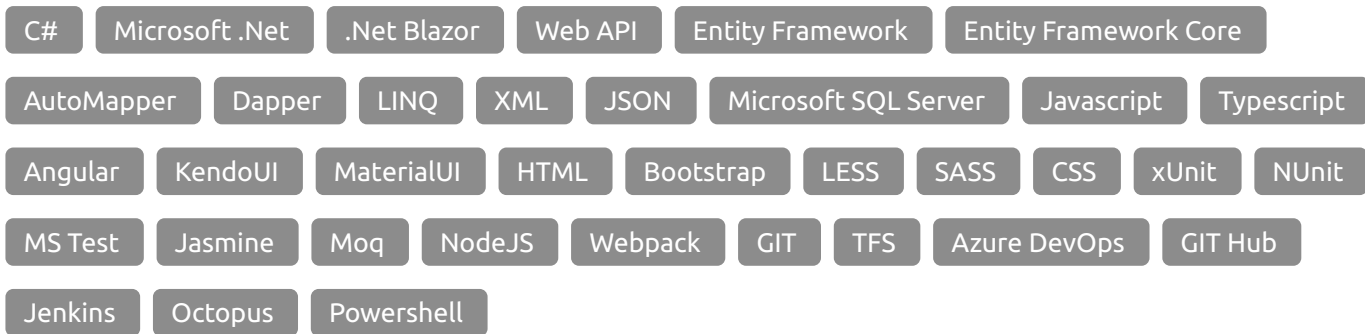 C# Microsoft .Net .Net Blazor Web API Entity Framework Entity Framework Core
AutoMapper Dapper LINQ XML JSON Microsoft SQL Server Javascript Typescript
Angular KendoUI MaterialUI HTML Bootstrap LESS SASS CSS xUnit NUnit
MS Test Jasmine Moq NodeJS Webpack GIT TFS Azure DevOps GIT Hub
Jenkins Octopus Powershell